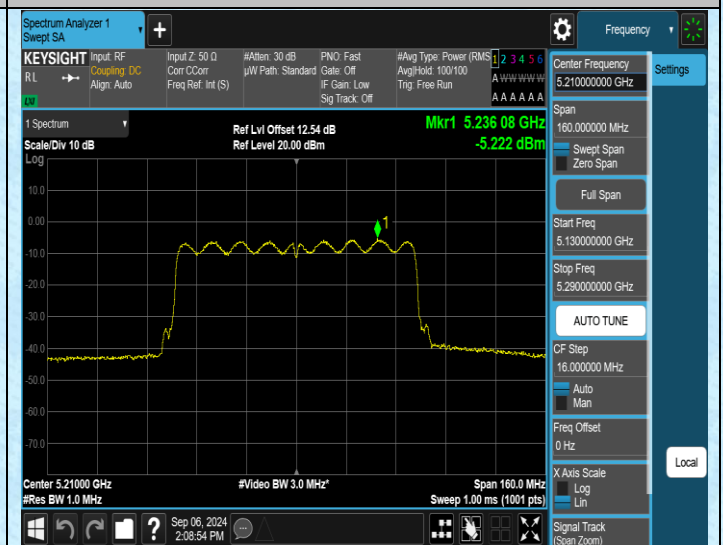 Spectrum Analyzer 1
Swept SA
+
Frequency
KEYSIGHT
R L
LXI
Input: RF
Coupling: DC
Align: Auto
Input Z: 50 Ω
Corr CCorr
Freq Ref: Int (S)
#Atten: 30 dB
µW Path: Standard
PNO: Fast
Gate: Off
IF Gain: Low
Sig Track: Off
#Avg Type: Power (RMS
Avg|Hold: 100/100
Trig: Free Run
1 2 3 4 5 6
A W W W W W
A A A A A A
1 Spectrum
Scale/Div 10 dB
Ref Lvl Offset 12.54 dB
Ref Level 20.00 dBm
Mkr1 5.236 08 GHz
-5.222 dBm
Log
10.0
0.00
-10.0
-20.0
-30.0
-40.0
-50.0
-60.0
-70.0
1
Center 5.21000 GHz
#Res BW 1.0 MHz
#Video BW 3.0 MHz*
Span 160.0 MHz
Sweep 1.00 ms (1001 pts)
Sep 06, 2024
2:08:54 PM
?
Center Frequency
5.210000000 GHz
Span
160.000000 MHz
Swept Span
Zero Span
Full Span
Start Freq
5.130000000 GHz
Stop Freq
5.290000000 GHz
AUTO TUNE
CF Step
16.000000 MHz
Auto
Man
Freq Offset
0 Hz
X Axis Scale
Log
Lin
Signal Track
(Span Zoom)
Settings
Local